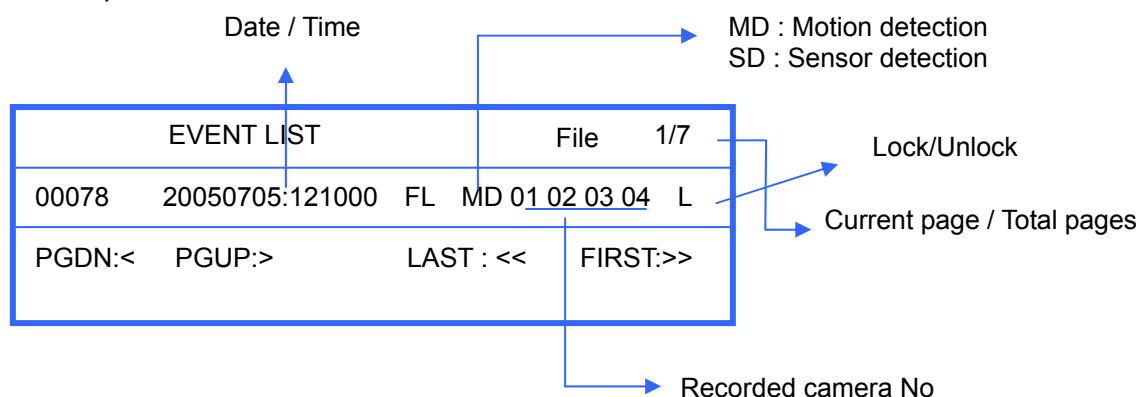 Date / Time
MD : Motion detection
SD : Sensor detection
EVENT LIST File 1/7
Lock/Unlock
00078 20050705:121000 FL MD 01 02 03 04 L
Current page / Total pages
PGDN:< PGUP:> LAST : << FIRST:>>
Recorded camera No